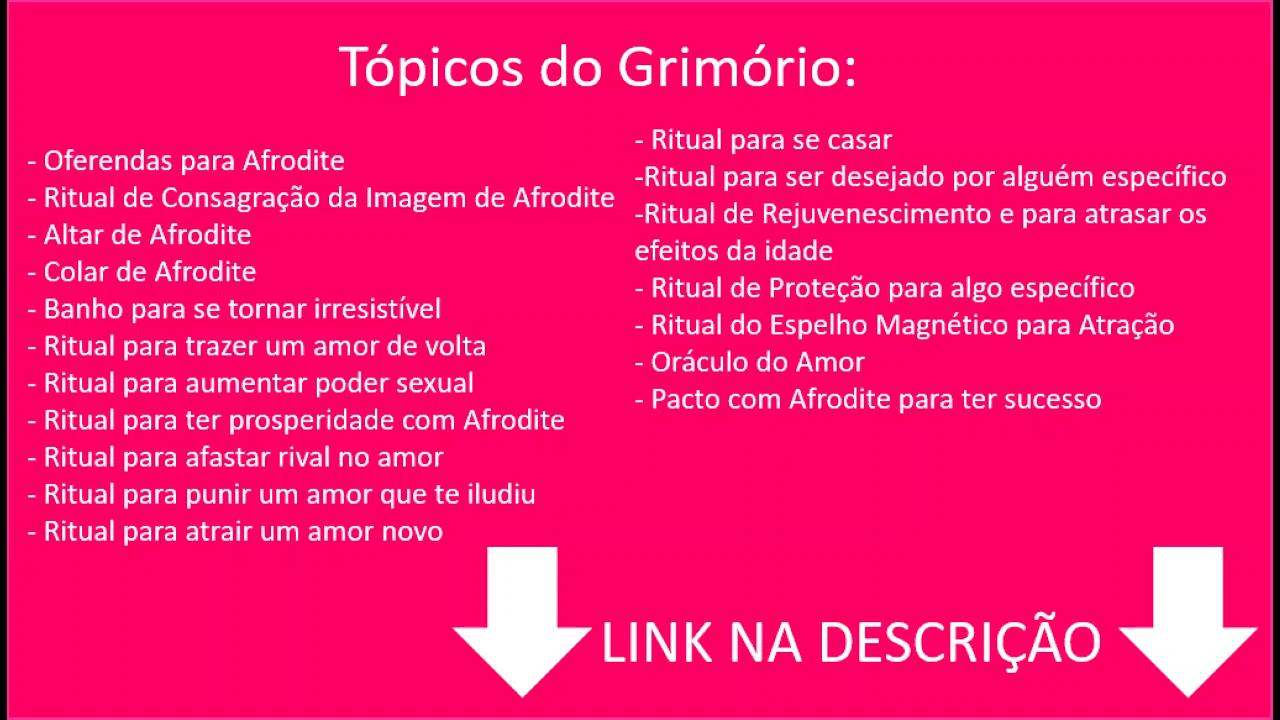 Tópicos do Grimório:
- Oferendas para Afrodite
- Ritual de Consagração da Imagem de Afrodite
- Altar de Afrodite
- Colar de Afrodite
- Banho para se tornar irresistível
- Ritual para trazer um amor de volta
- Ritual para aumentar poder sexual
- Ritual para ter prosperidade com Afrodite
- Ritual para afastar rival no amor
- Ritual para punir um amor que te iludiu
- Ritual para atrair um amor novo
- Ritual para se casar
-Ritual para ser desejado por alguém específico
-Ritual de Rejuvenescimento e para atrasar os
efeitos da idade
- Ritual de Proteção para algo específico
- Ritual do Espelho Magnético para Atração
- Oráculo do Amor
- Pacto com Afrodite para ter sucesso
LINK NA DESCRIÇÃO